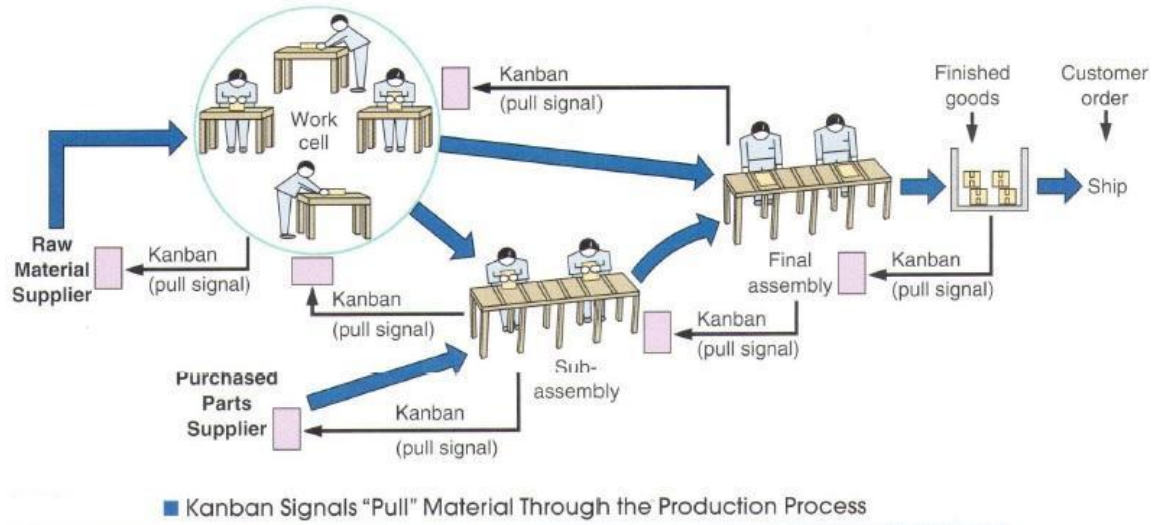 Kanban
(pull signal)
Finished
goods
Customer
order
Work
cell
Ship
Raw
Material
Supplier
Kanban
(pull signal)
Kanban
(pull signal)
Final
assembly
Kanban
(pull signal)
Kanban
(pull signal)
Sub-
assembly
Purchased
Parts
Supplier
Kanban
(pull signal)
Kanban Signals “Pull” Material Through the Production Process